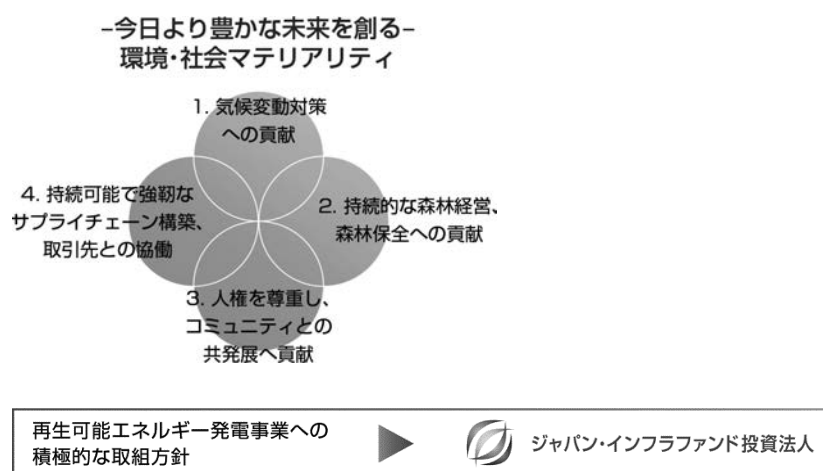 –今日より豊かな未来を創る–
環境・社会マテリアリティ
1. 気候変動対策
への貢献
2. 持続的な森林経営、
森林保全への貢献
3. 人権を尊重し、
コミュニティとの
共発展へ貢献
4. 持続可能で強靭な
サプライチェーン構築、
取引先との協働
再生可能エネルギー発電事業への
積極的な取組方針
ジャパン・インフラファンド投資法人